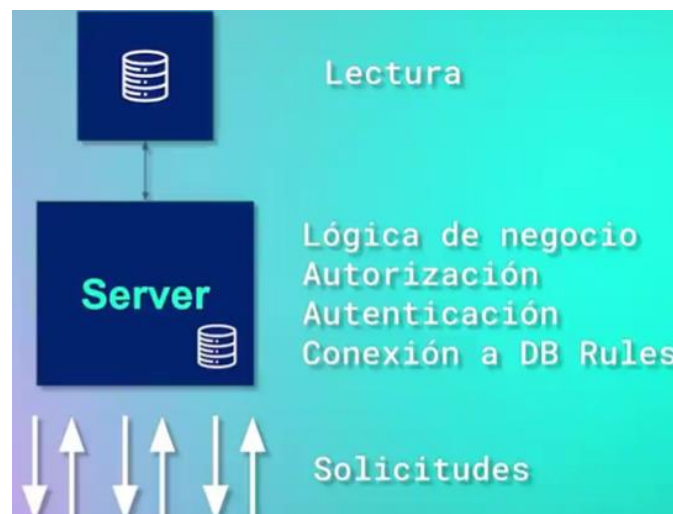 Lectura
Server
Lógica de negocio
Autorización
Autenticación
Conexión a DB Rules
Solicitudes